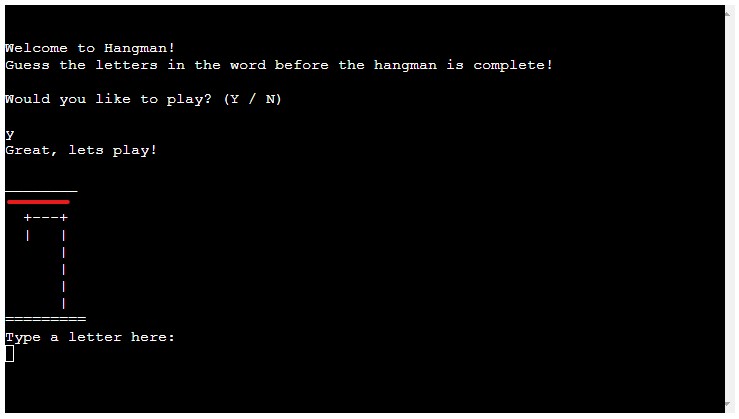 Welcome to Hangman!
Guess the letters in the word before the hangman is complete!
Would you like to play? (Y / N)
y
Great, lets play!
________
  +---+
  |   |
      |
      |
      |
      |
=========
Type a letter here: